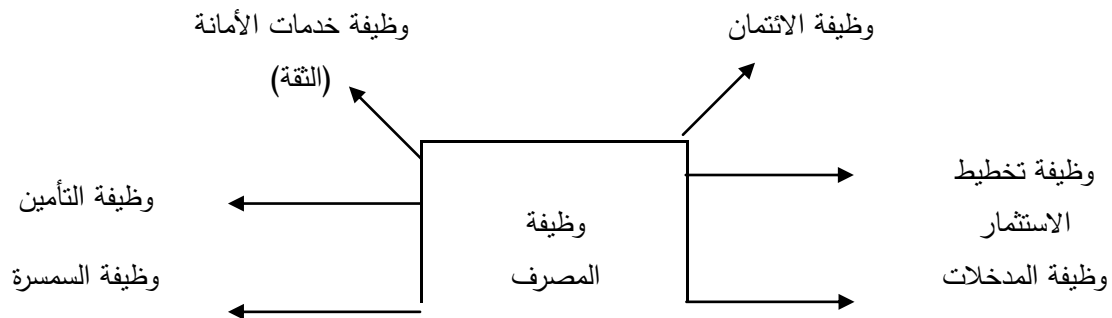 وظيفة الائتمان
وظيفة خدمات الأمانة
(الثقة)
وظيفة تخطيط
الاستثمار
وظيفة المدخلات
وظيفة
المصرف
وظيفة التأمين
وظيفة السمسرة